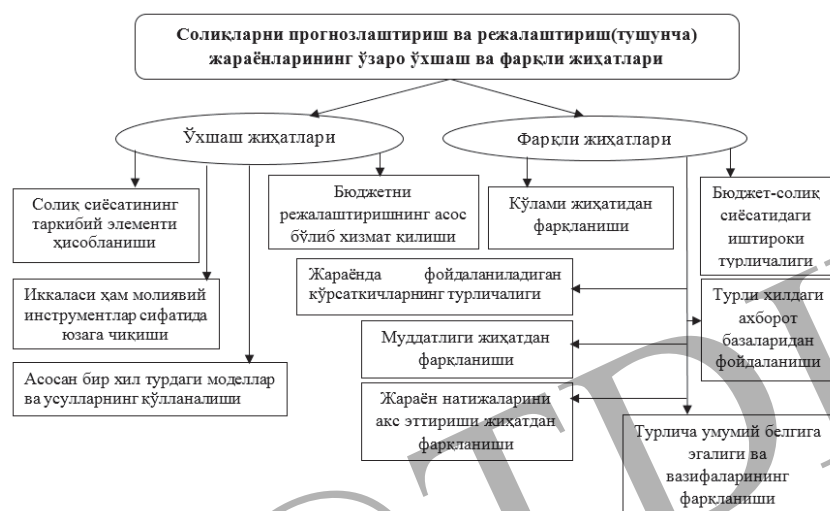 Солиқларни прогнозлаштириш ва режалаштириш(тушунча)
жараёнларининг ўзаро ўхшаш ва фарқли жиҳатлари
Ўхшаш жиҳатлари
Фарқли жиҳатлари
Солиқ сиёсатининг
таркибий элементи
ҳисобланиши
Бюджетни
режалаштиришнинг асос
бўлиб хизмат қилиши
Кўлами жиҳатидан
фарқланиши
Бюджет-солиқ
сиёсатидаги
иштироки
турличалиги
Иккаласи ҳам молиявий
инструментлар сифатида
юзага чиқиши
Жараёнда фойдаланиладиган
кўрсаткичларнинг турличалиги
Турли хилдаги
ахборот
базаларидан
фойдаланиши
Муддатлиги жиҳатдан
фарқланиши
Асосан бир хил турдаги моделлар
ва усулларнинг қўлланалиши
Жараён натижаларини
акс эттириши жиҳатдан
фарқланиши
Турлича умумий белгига
эгалиги ва
вазифаларининг
фарқланиши